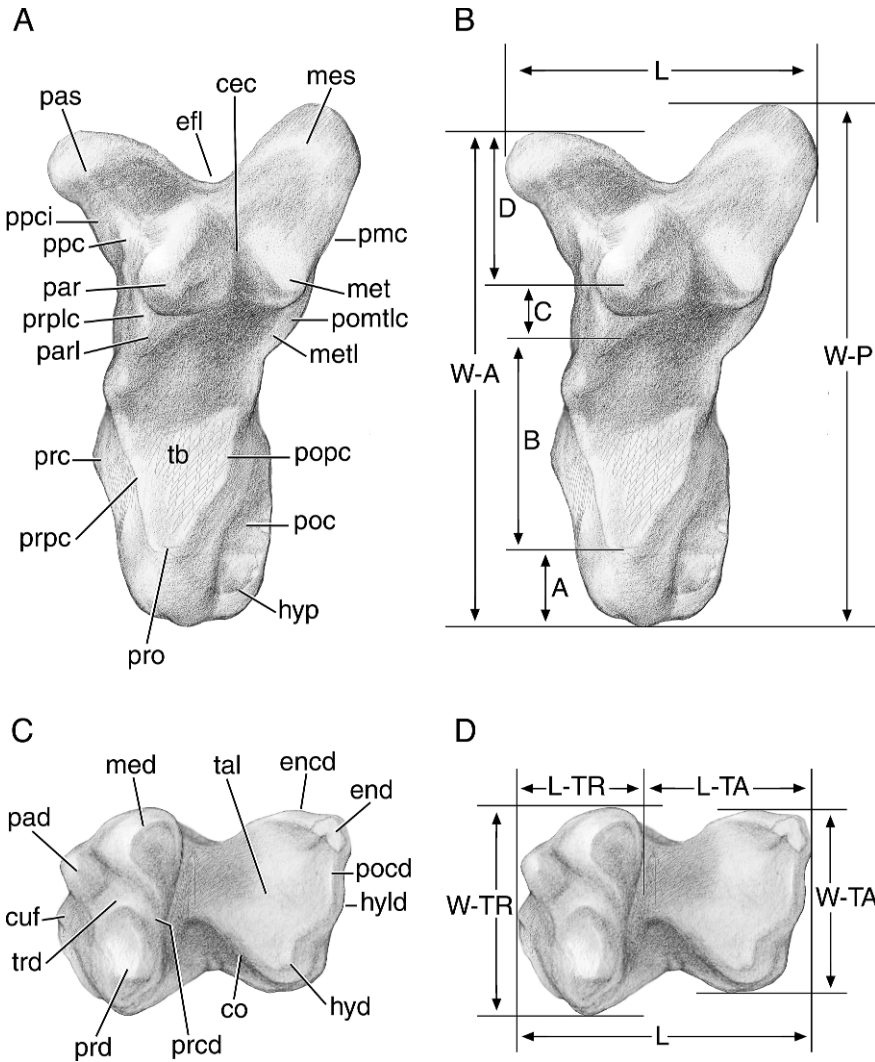 A
cec
mes
pas
efl
ppci
ppc
pmc
par
met
prplc
pomtlc
parl
metl
prc
tb
popc
prpc
poc
hyp
pro
B
L
D
C
W-A
W-P
B
A
C
med
tal
encd
end
pad
pocd
cuf
hyld
trd
co
hyd
prd
prcd
D
L-TR
L-TA
W-TR
W-TA
L